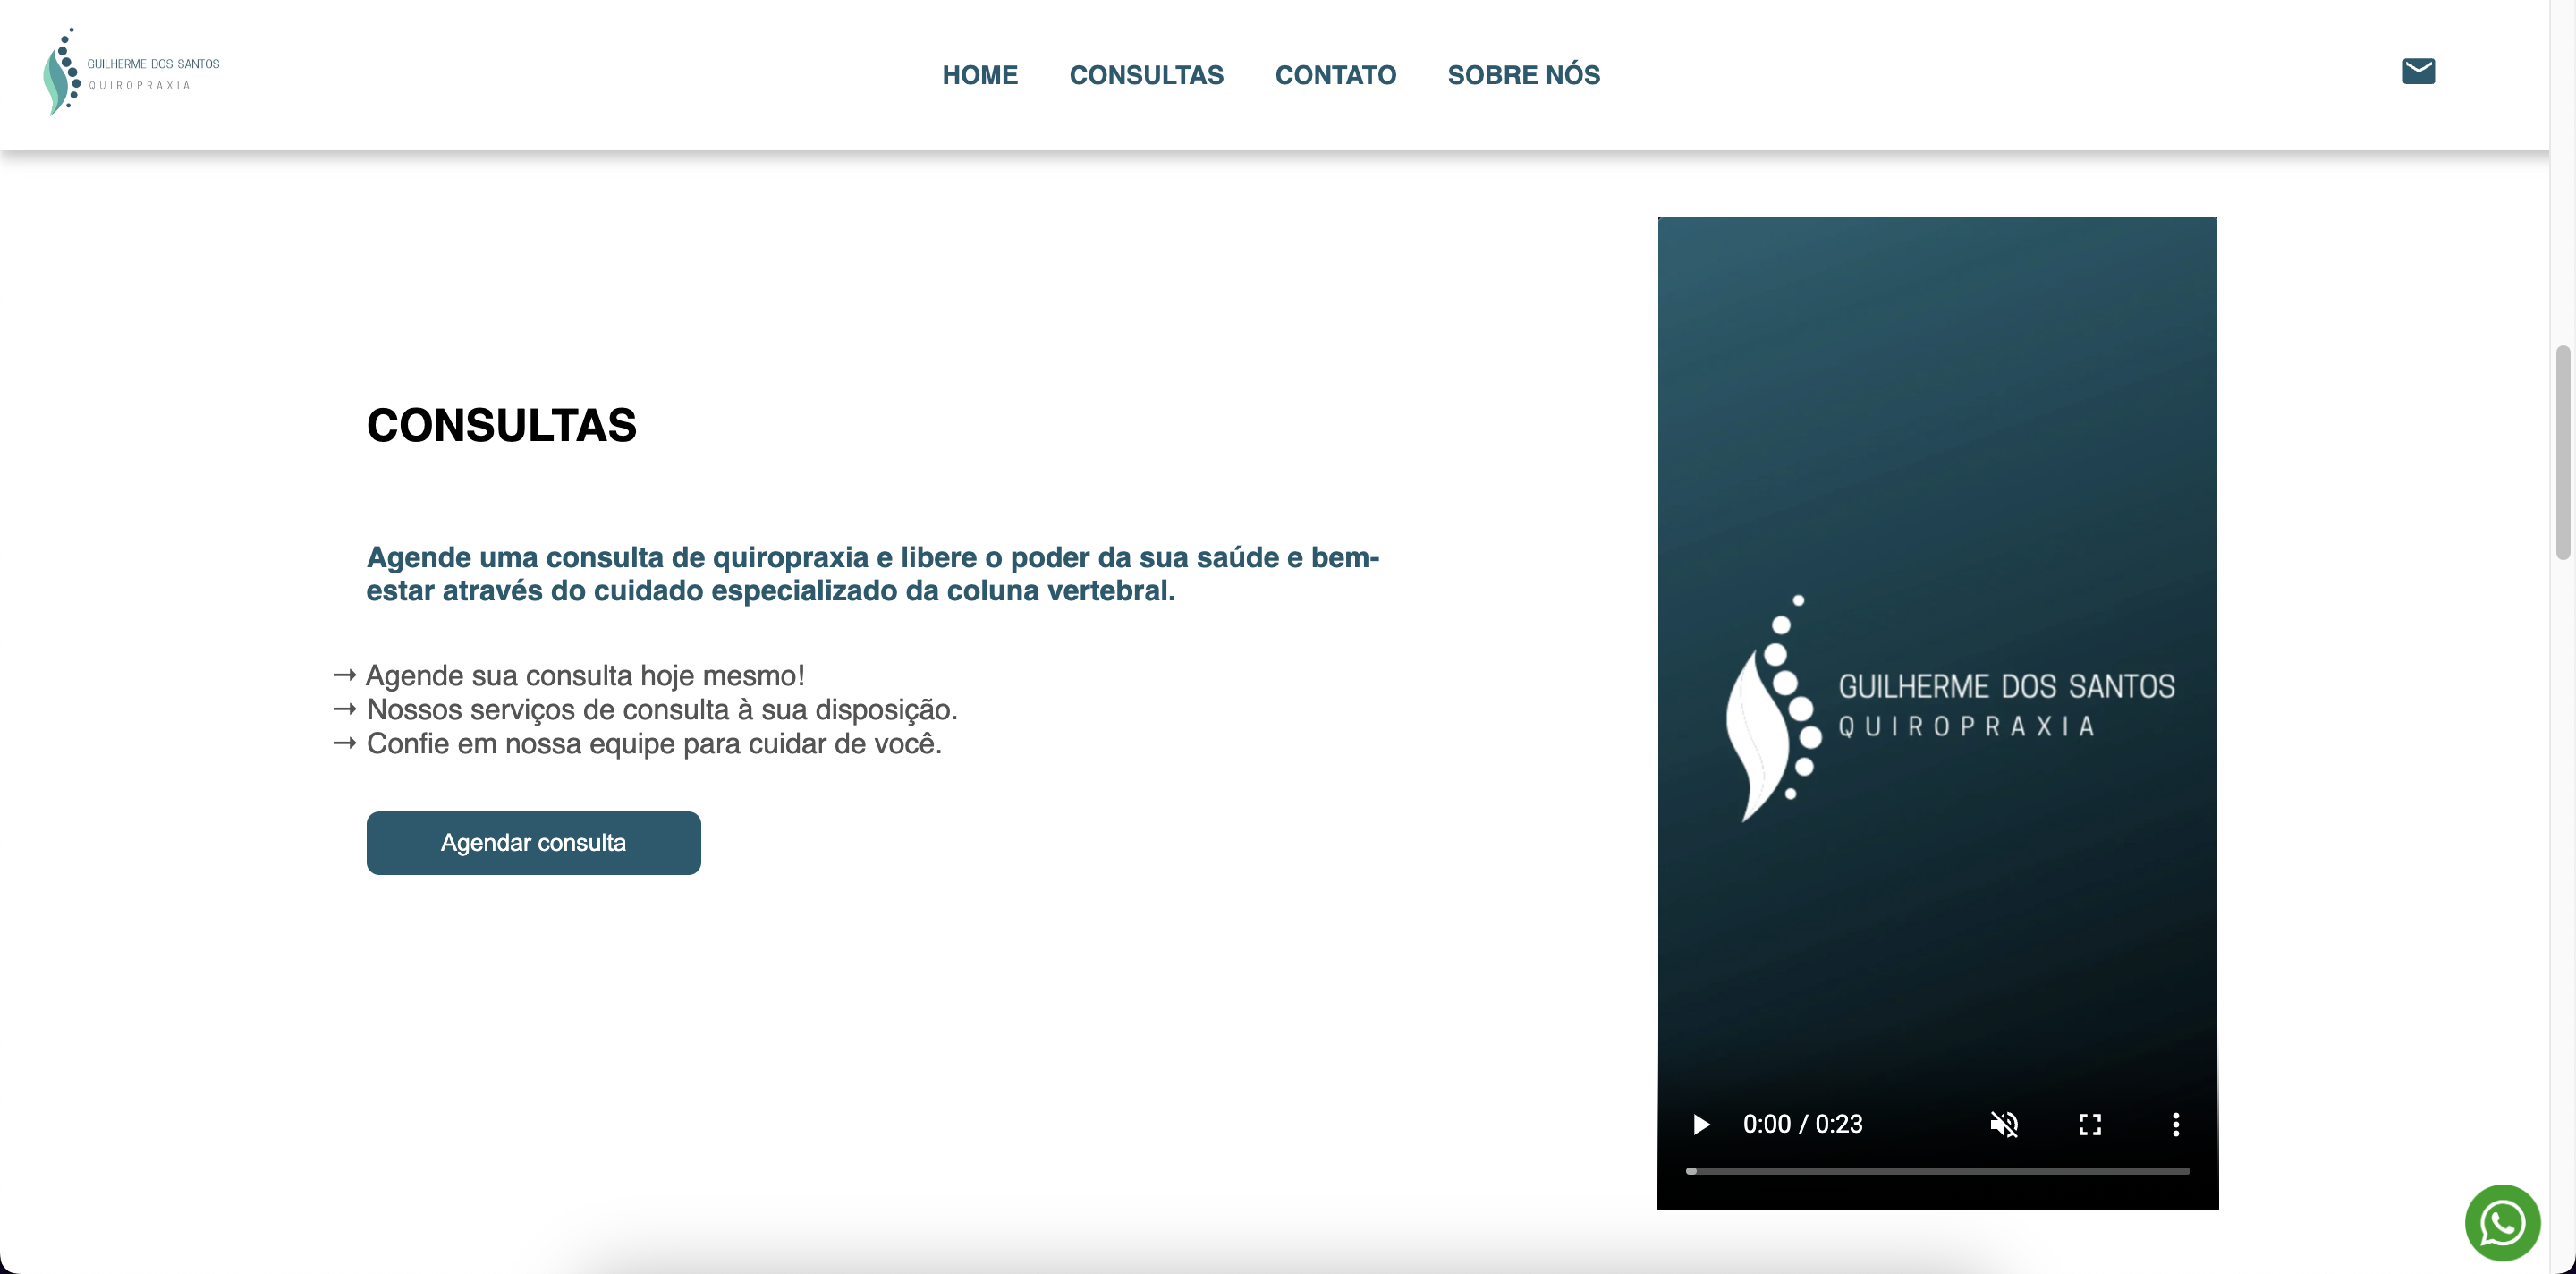 GUILHERME DOS SANTOS
QUIROPRAXIA
HOME CONSULTAS CONTATO SOBRE NÓS
CONSULTAS
Agende uma consulta de quiropraxia e libere o poder da sua saúde e bem-
estar através do cuidado especializado da coluna vertebral.
→ Agende sua consulta hoje mesmo!
→ Nossos serviços de consulta à sua disposição.
→ Confie em nossa equipe para cuidar de você.
Agendar consulta
GUILHERME DOS SANTOS
QUIROPRAXIA
0:00 / 0:23